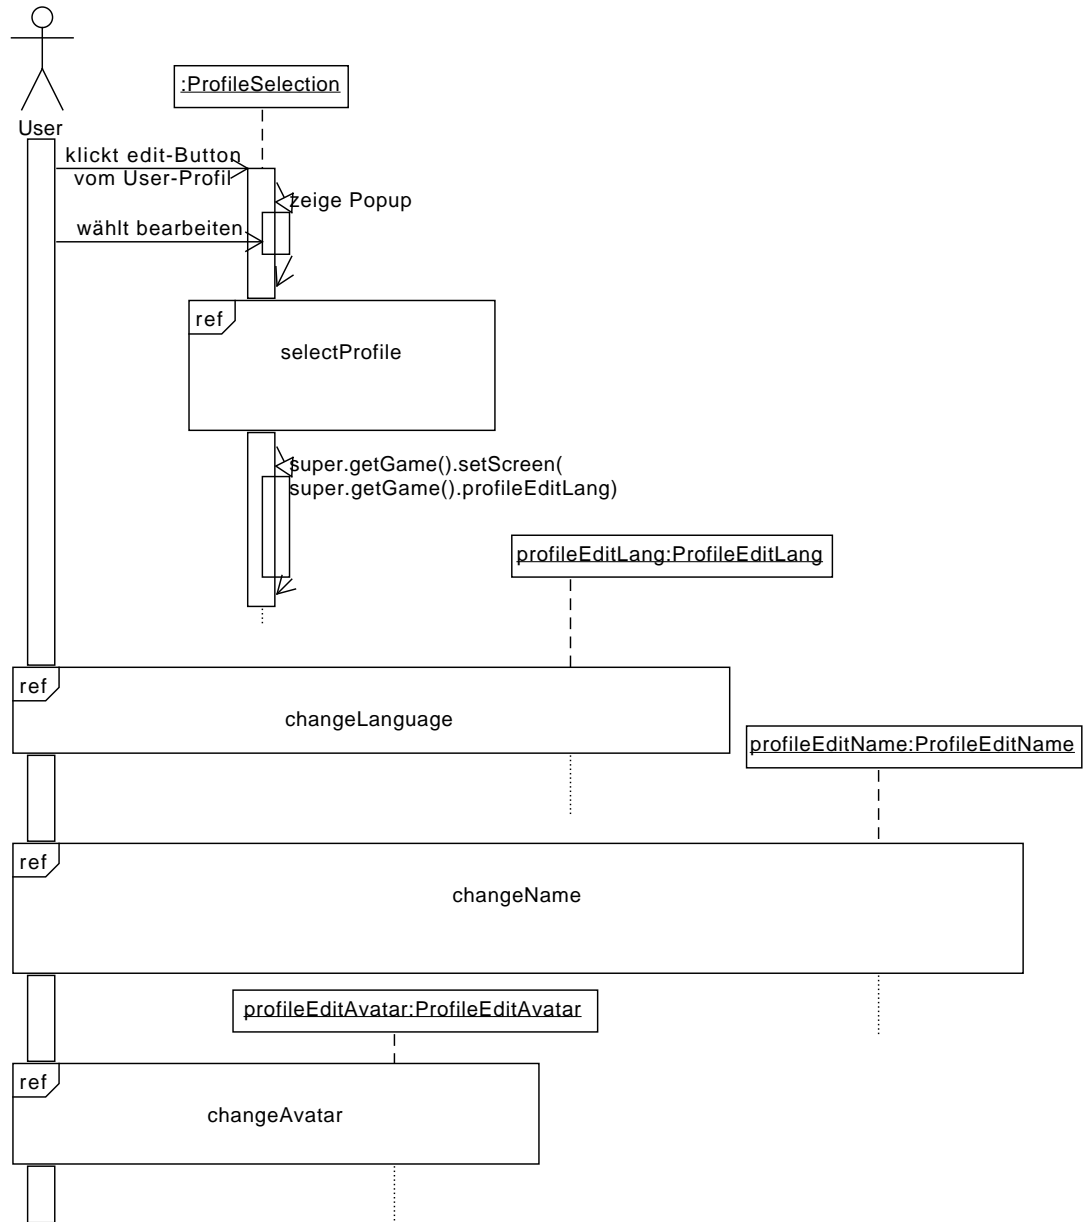 :ProfileSelection
User
klickt edit-Button
vom User-Profil
zeige Popup
wählt bearbeiten
ref
selectProfile
super.getGame().setScreen(
super.getGame().profileEditLang)
profileEditLang:ProfileEditLang
ref
changeLanguage
profileEditName:ProfileEditName
ref
changeName
profileEditAvatar:ProfileEditAvatar
ref
changeAvatar